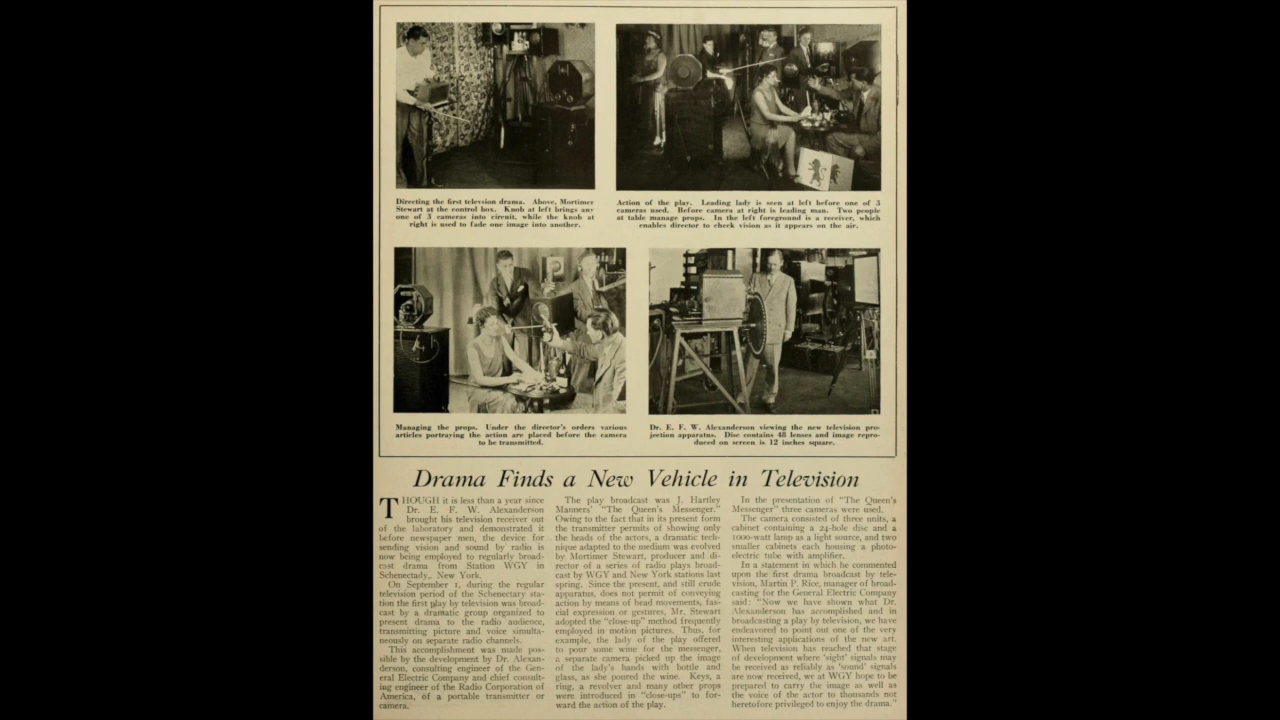 Directing the first televsion drama. Above, Mortimer
Stewart at the control box. Knob at left brings any
one of 3 cameras into circuit, while the knob at
right is used to fade one image into another.
Action of the play. Leading lady is seen at left before one of 3
cameras used. Before camera at right is leading man. Two people
at table manage props. In the left foreground is a receiver, which
enables director to check vision as it appears on the air.
Managing the props. Under the director's orders various
articles portraying the action are placed before the camera
to be transmitted.
Dr. E. F. W. Alexanderson viewing the new television pro-
jection apparatus. Disc contains 48 lenses and image repro-
duced on screen is 12 inches square.
Drama Finds a New Vehicle in Television
THOUGH it is less than a year since
Dr. E. F. W. Alexanderson
brought his television receiver out
of the laboratory and demonstrated it
before newspaper men, the device for
sending vision and sound by radio is
now being employed to regularly broad-
cast drama from Station WGY in
Schenectady, New York.
On September 1, during the regular
television period of the Schenectary sta-
tion the first play by television was broad-
cast by a dramatic group organized to
present drama to the radio audience,
transmitting picture and voice simulta-
neously on separate radio channels.
This accomplishment was made pos-
sible by the development by Dr. Alexan-
derson, consulting engineer of the Gen-
eral Electric Company and chief consult-
ing engineer of the Radio Corporation of
America, of a portable transmitter or
camera.
The play broadcast was J. Hartley
Manners' "The Queen's Messenger."
Owing to the fact that in its present form
the transmitter permits of showing only
the heads of the actors, a dramatic tech-
nique adapted to the medium was evolved
by Mortimer Stewart, producer and di-
rector of a series of radio plays broad-
cast by WGY and New York stations last
spring. Since the present, and still crude
apparatus, does not permit of conveying
action by means of bead movements, fas-
cial expression or gestures, Mr. Stewart
adopted the "close-up" method frequently
employed in motion pictures. Thus, for
example, the lady of the play offered
to pour some wine for the messenger,
a separate camera picked up the image
of the lady's hands with bottle and
glass, as she poured the wine. Keys, a
ring, a revolver and many other props
were introduced in "close-ups" to for-
ward the action of the play.
In the presentation of "The Queen's
Messenger" three cameras were used.
The camera consisted of three units, a
cabinet containing a 24-hole disc and a
1000-watt lamp as a light source, and two
smaller cabinets each housing a photo-
electric tube with amplifier.
In a statement in which he commented
upon the first drama broadcast by tele-
vision, Martin P. Rice, manager of broad-
casting for the General Electric Company
said: "Now we have shown what Dr.
Alexanderson has accomplished and in
broadcasting a play by television, we have
endeavored to point out one of the very
interesting applications of the new art.
When television has reached that stage
of development where 'sight' signals may
be received as reliably as 'sound' signals
are now received, we at WGY hope to be
prepared to carry the image as well as
the voice of the actor to thousands not
heretofore privileged to enjoy the drama."